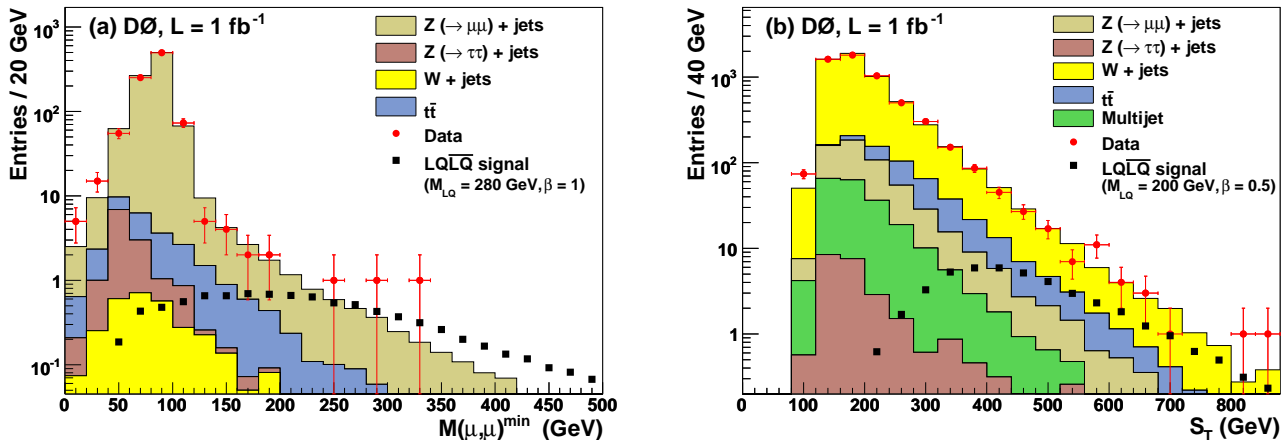 (a) DØ, L = 1 fb⁻¹
Z (→ μμ) + jets
Z (→ ττ) + jets
W + jets
tt̄
Data
LQL̅Q̅ signal
(M_LQ = 280 GeV, β = 1)
Entries / 20 GeV
10³
10²
10
1
10⁻¹
0 50 100 150 200 250 300 350 400 450 500
M(μ,μ)^min (GeV)
(b) DØ, L = 1 fb⁻¹
Z (→ μμ) + jets
Z (→ ττ) + jets
W + jets
tt̄
Multijet
Data
LQL̅Q̅ signal
(M_LQ = 200 GeV, β = 0.5)
Entries / 40 GeV
10³
10²
10
1
0 100 200 300 400 500 600 700 800
S_T (GeV)